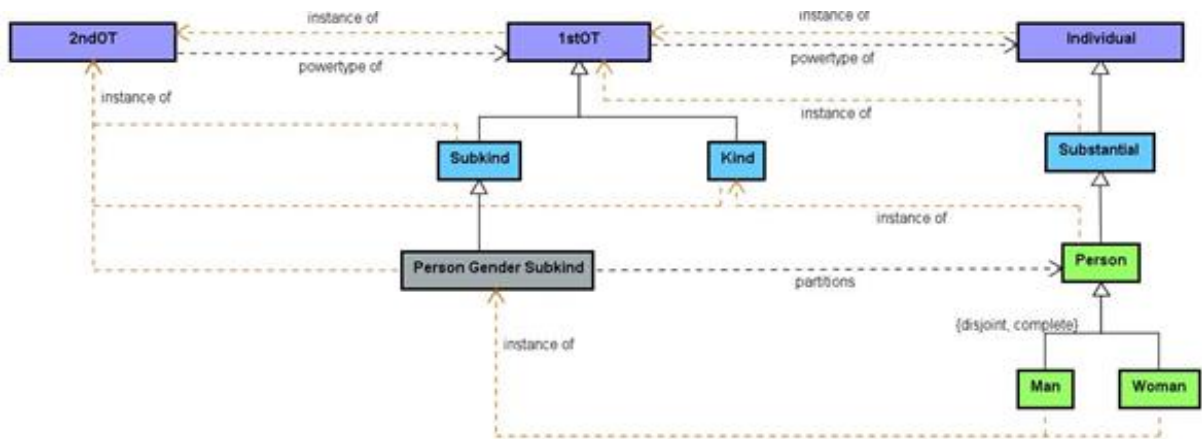 instance of
instance of
2ndOT
1stOT
Individual
powertype of
powertype of
instance of
instance of
Subkind
Kind
Substantial
instance of
Person Gender Subkind
Person
partitions
{disjoint, complete}
instance of
Man
Woman